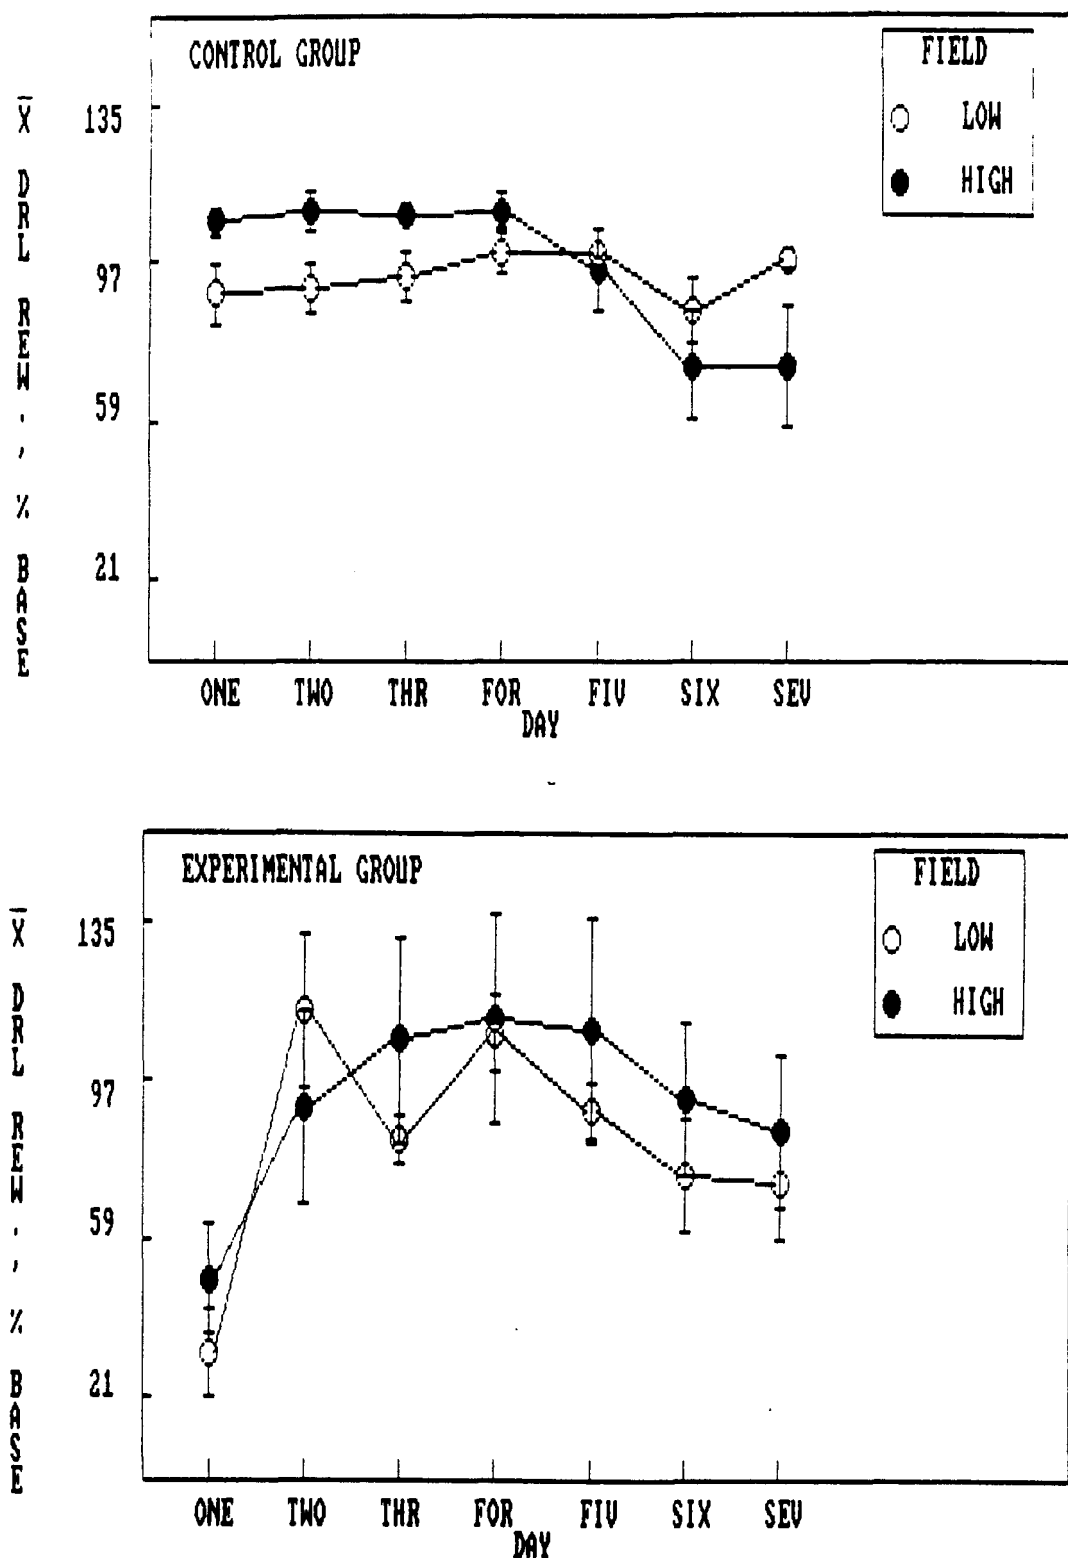 CONTROL GROUP
FIELD
LOW
HIGH
X̄ DRL REW., % BASE
135
97
59
21
ONE TWO THR FOR FIV SIX SEV
DAY
EXPERIMENTAL GROUP
FIELD
LOW
HIGH
X̄ DRL REW., % BASE
135
97
59
21
ONE TWO THR FOR FIV SIX SEV
DAY